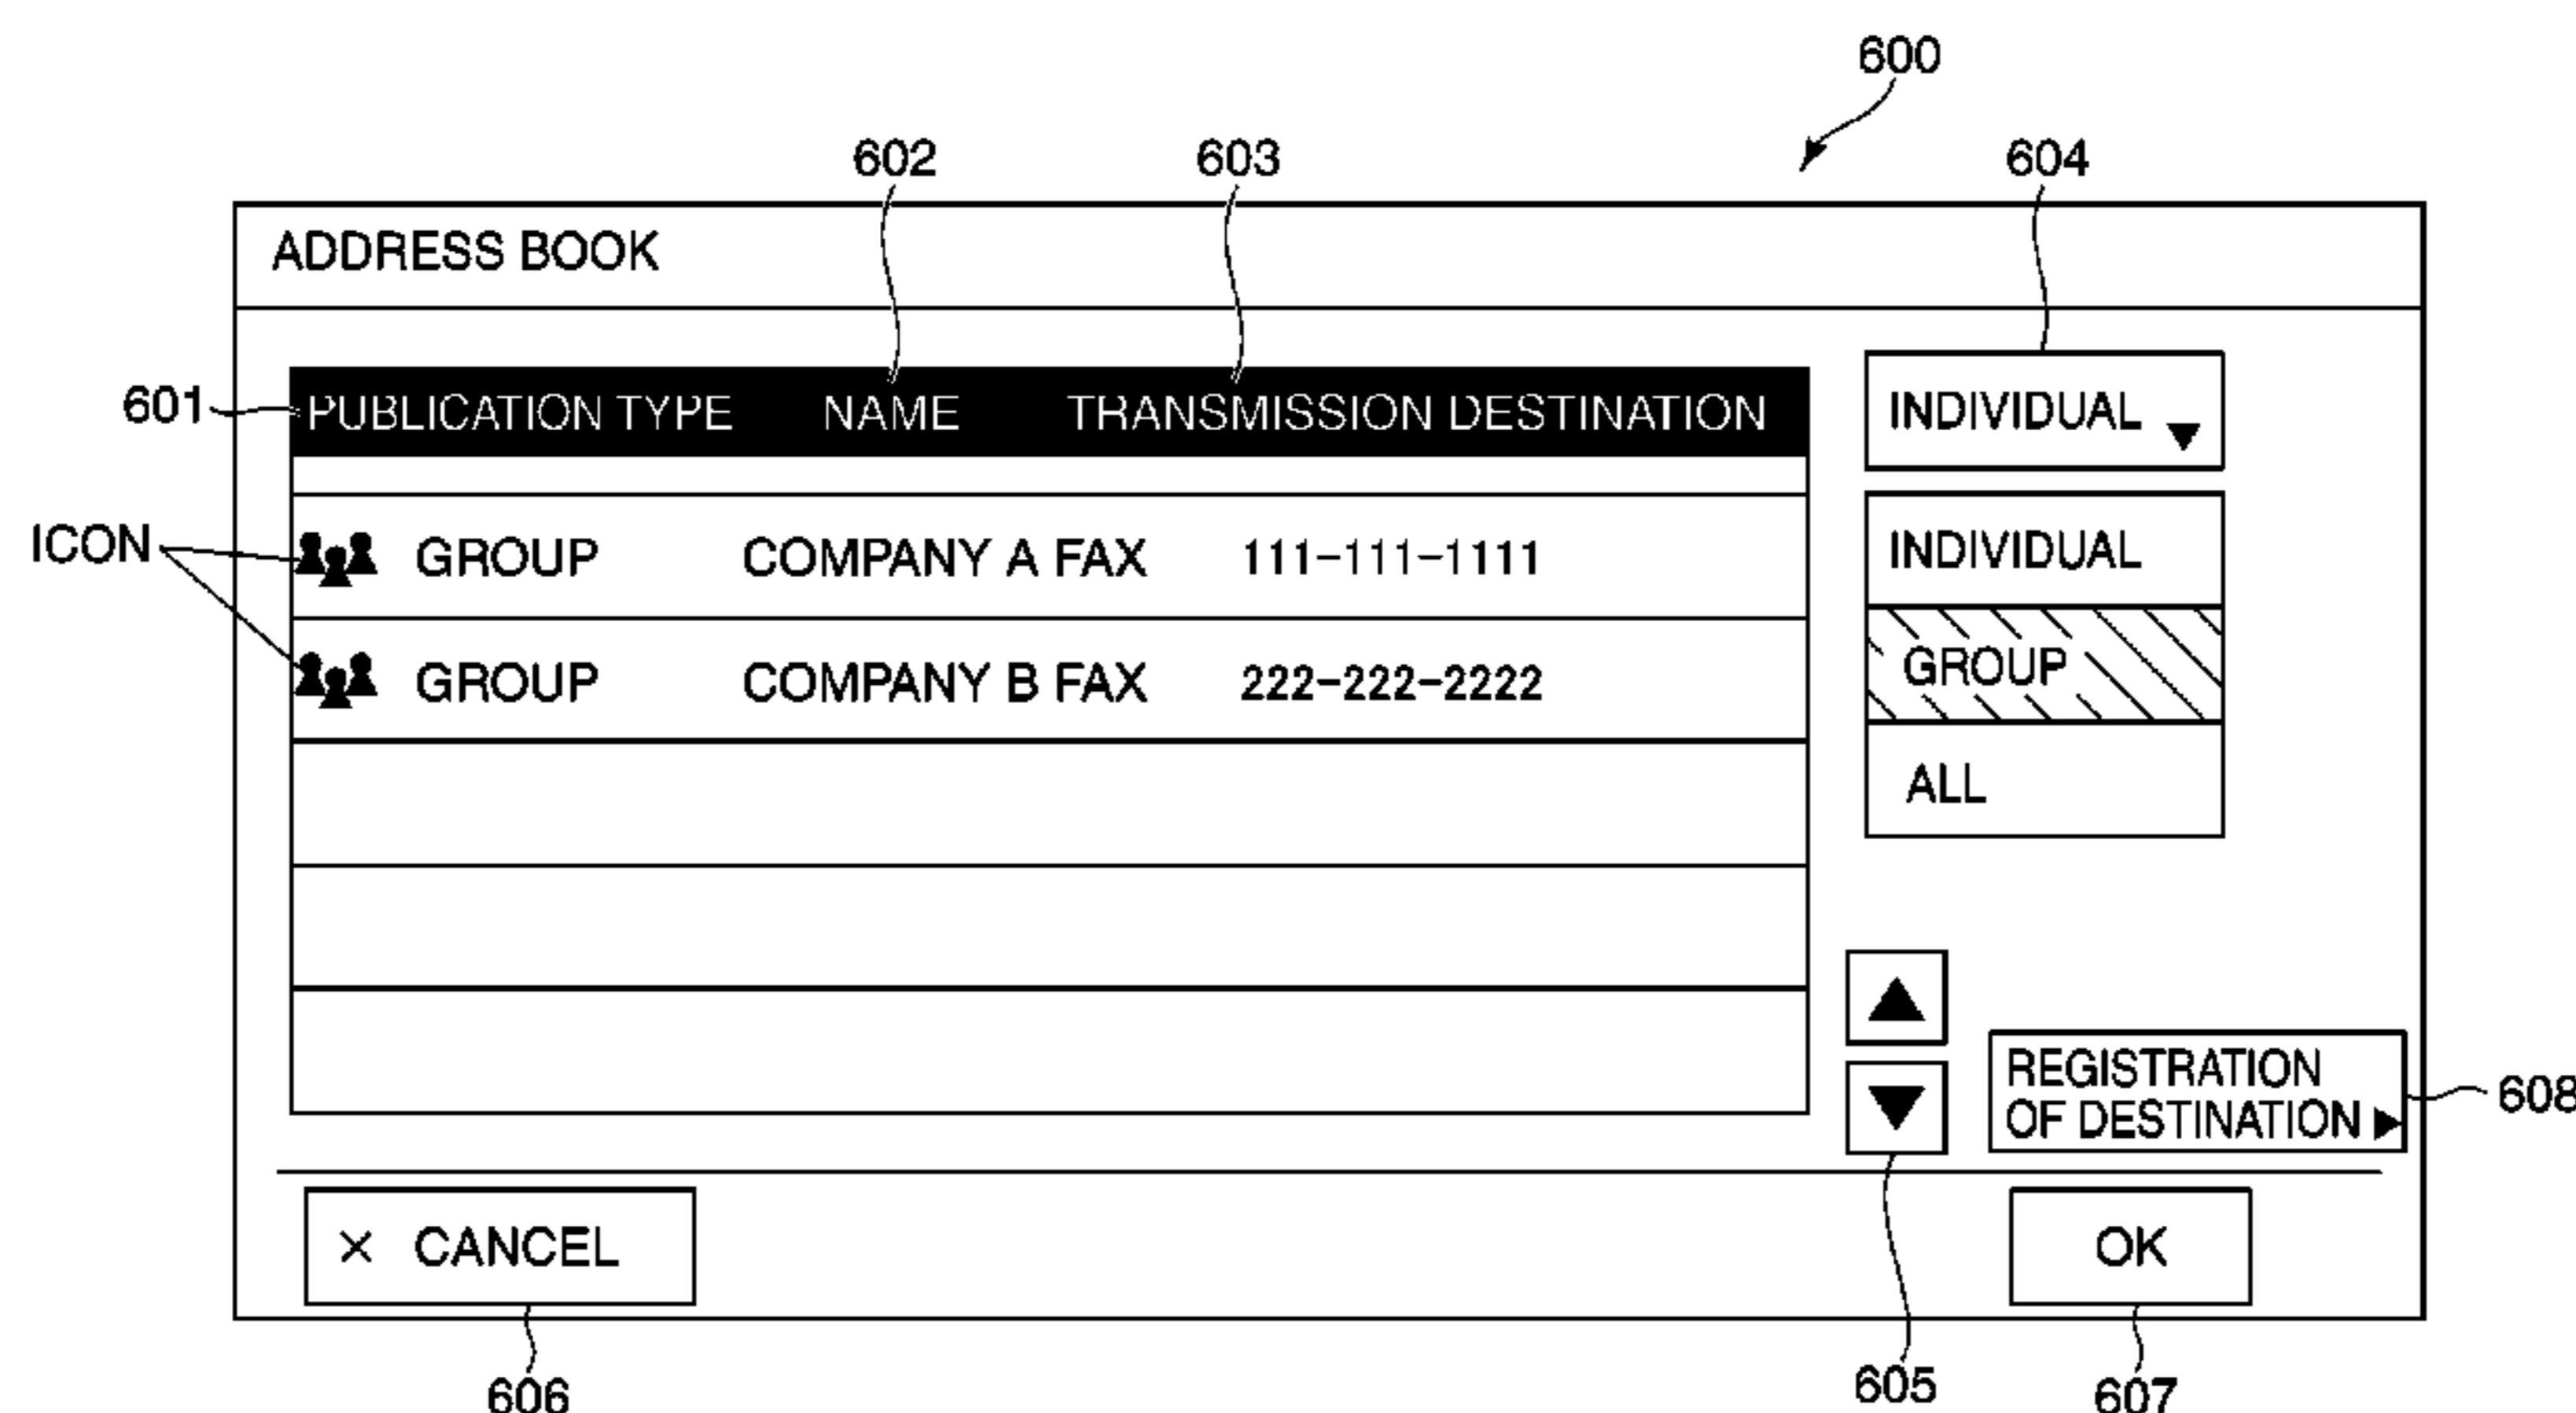 600
602 603 604
ADDRESS BOOK
601 PUBLICATION TYPE NAME TRANSMISSION DESTINATION
INDIVIDUAL ▼
ICON
GROUP COMPANY A FAX 111-111-1111
INDIVIDUAL
GROUP COMPANY B FAX 222-222-2222
GROUP
ALL
▲
▼
REGISTRATION
OF DESTINATION ▶
608
× CANCEL
OK
606 605 607